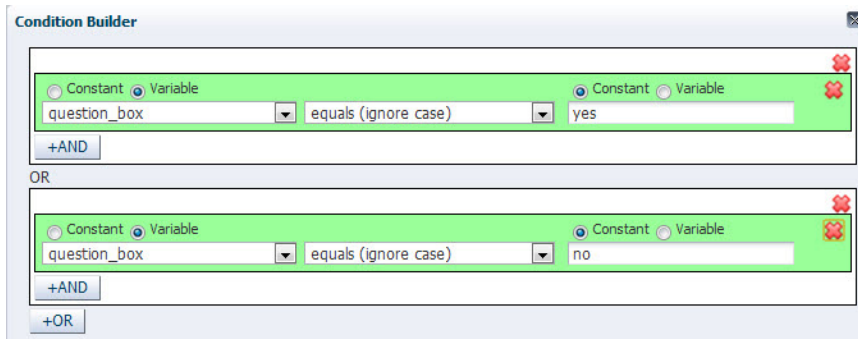 Condition Builder
Constant Variable Constant Variable
question_box equals (ignore case) yes
+AND
OR
Constant Variable Constant Variable
question_box equals (ignore case) no
+AND
+OR